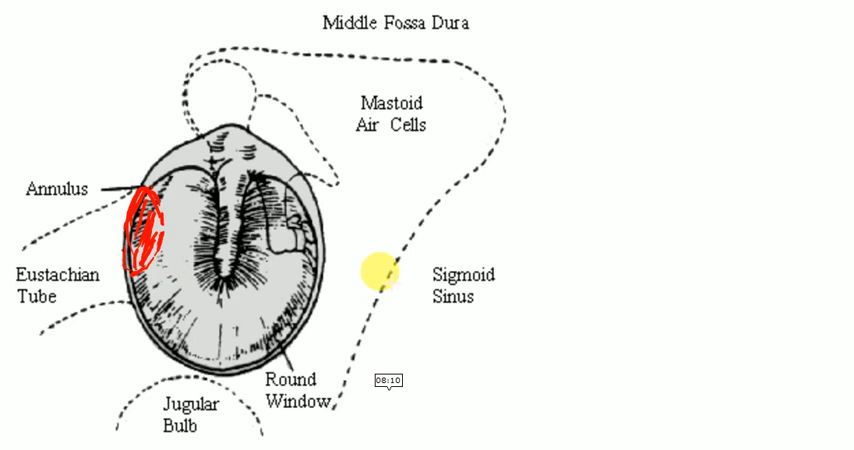 Middle Fossa Dura
Mastoid
Air Cells
Annulus
Eustachian
Tube
Sigmoid
Sinus
Round
Window
08:10
Jugular
Bulb